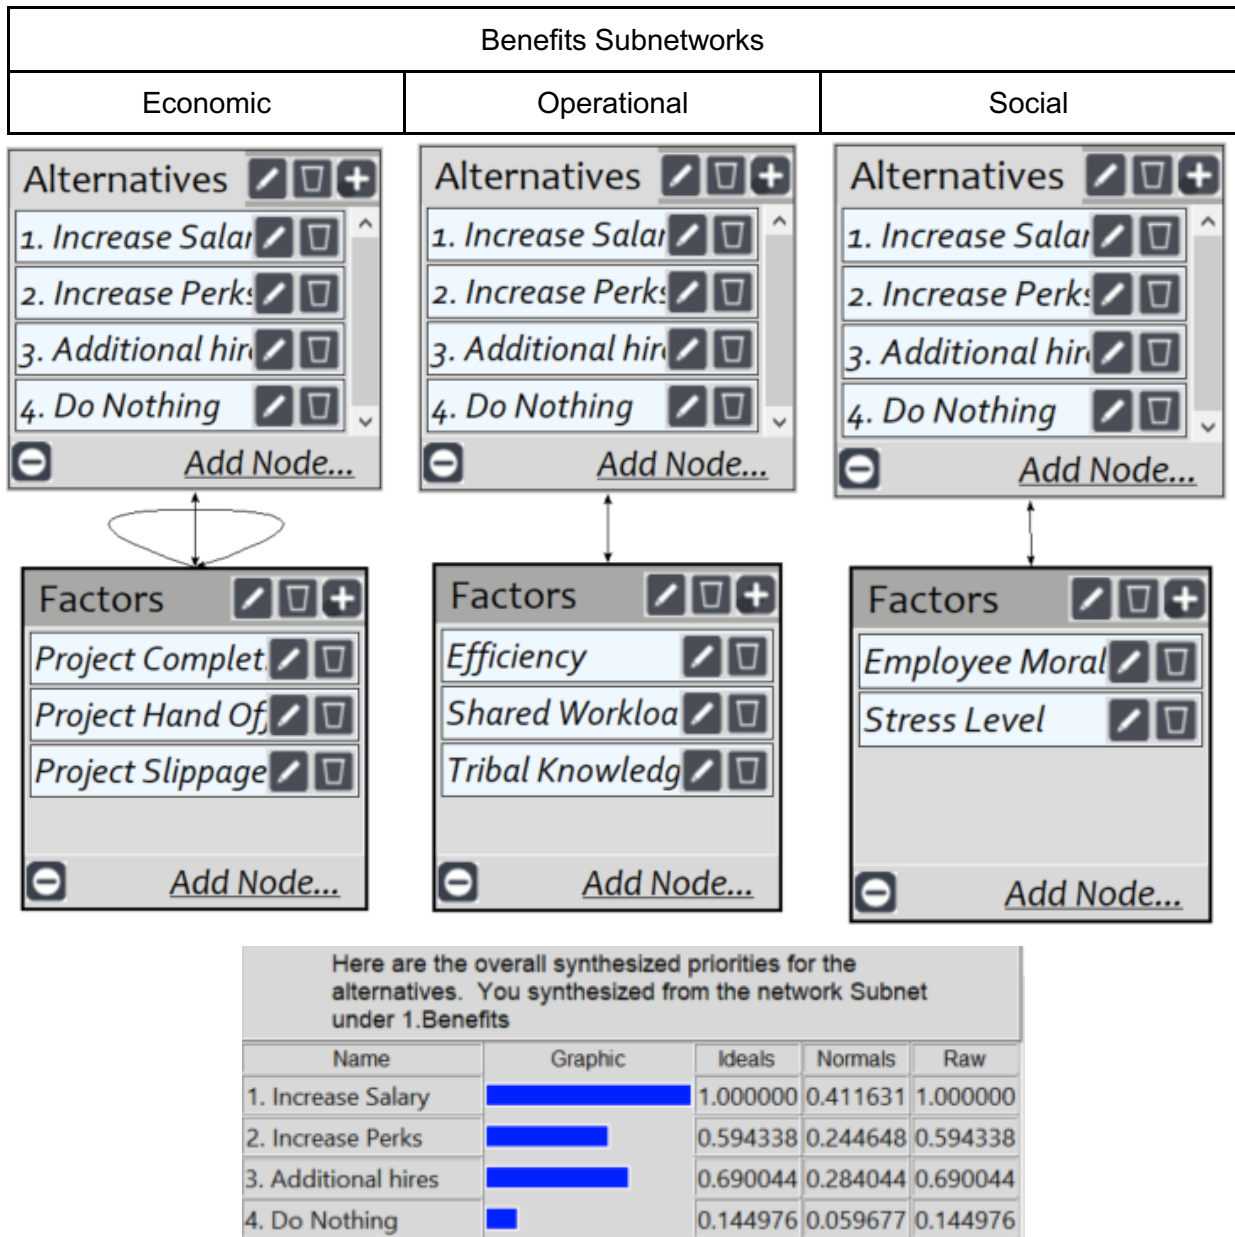 Benefits Subnetworks
Economic Operational Social
Alternatives
1. Increase Salar
2. Increase Perks
3. Additional hir
4. Do Nothing
Add Node...
Alternatives
1. Increase Salar
2. Increase Perks
3. Additional hir
4. Do Nothing
Add Node...
Alternatives
1. Increase Salar
2. Increase Perks
3. Additional hir
4. Do Nothing
Add Node...
Factors
Project Complet
Project Hand Of
Project Slippage
Add Node...
Factors
Efficiency
Shared Workloa
Tribal Knowledg
Add Node...
Factors
Employee Moral
Stress Level
Add Node...
Here are the overall synthesized priorities for the
alternatives. You synthesized from the network Subnet
under 1.Benefits
Name Graphic Ideals Normals Raw
1. Increase Salary 1.000000 0.411631 1.000000
2. Increase Perks 0.594338 0.244648 0.594338
3. Additional hires 0.690044 0.284044 0.690044
4. Do Nothing 0.144976 0.059677 0.144976